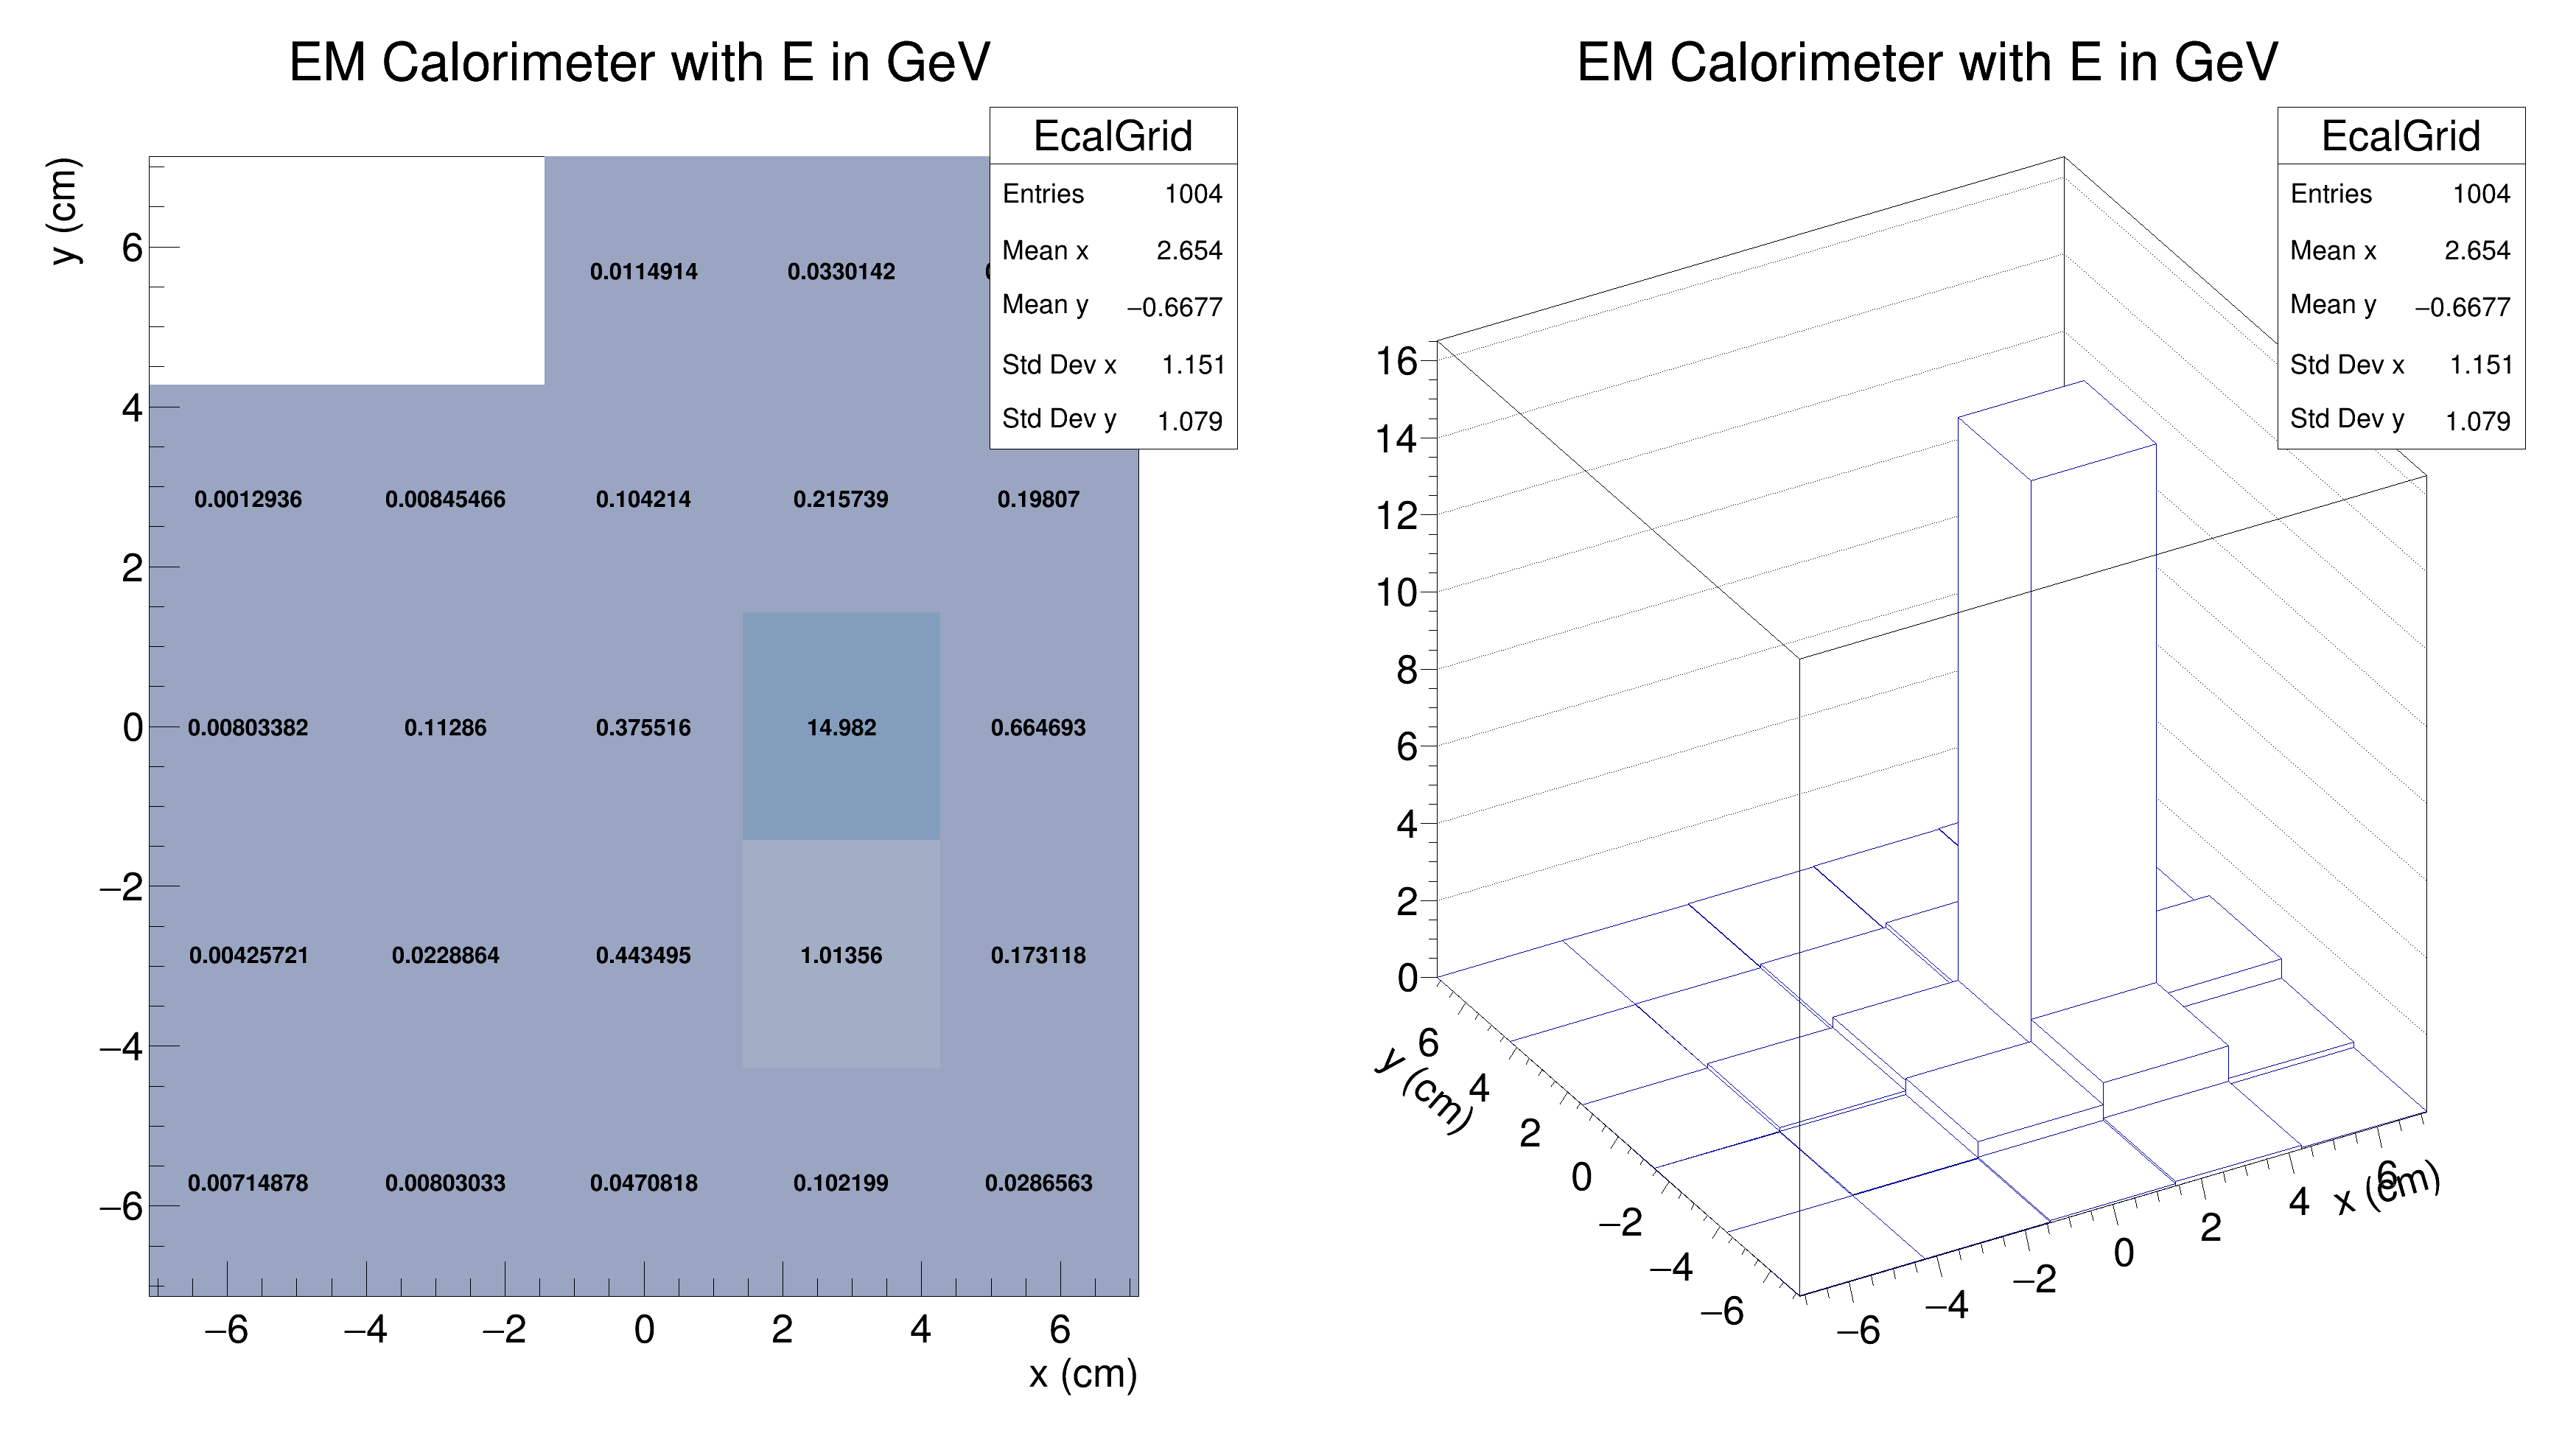 EM Calorimeter with E in GeV
EcalGrid
Entries 1004
Mean x 2.654
Mean y −0.6677
Std Dev x 1.151
Std Dev y 1.079
y (cm)
6
4
2
0
−2
−4
−6
0.0114914 0.0330142
0.0012936 0.00845466 0.104214 0.215739 0.19807
0.00803382 0.11286 0.375516 14.982 0.664693
0.00425721 0.0228864 0.443495 1.01356 0.173118
0.00714878 0.00803033 0.0470818 0.102199 0.0286563
−6 −4 −2 0 2 4 6
x (cm)
EM Calorimeter with E in GeV
EcalGrid
Entries 1004
Mean x 2.654
Mean y −0.6677
Std Dev x 1.151
Std Dev y 1.079
16
14
12
10
8
6
4
2
0
y (cm)
6
4
2
0
−2
−4
−6
−6
−4
−2
0
2
4
6
x (cm)